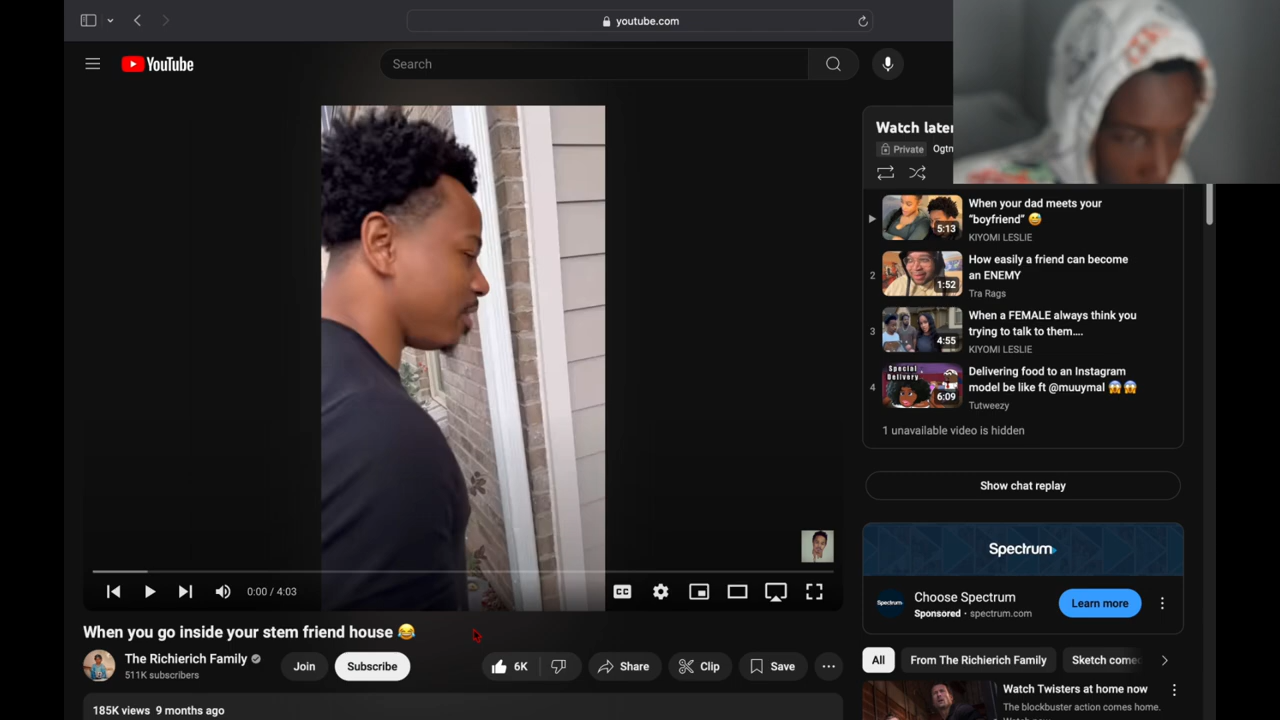 youtube.com
YouTube
Search
Watch later
Private
When your dad meets your
“boyfriend” 😅
KIYOMI LESLIE
5:13
2
How easily a friend can become
an ENEMY
Tra Rags
1:52
3
When a FEMALE always think you
trying to talk to them....
KIYOMI LESLIE
4:55
4
Special
Delivery
Delivering food to an Instagram
model be like ft @muuymal 😱😱
Tutweezy
6:09
1 unavailable video is hidden
Show chat replay
Spectrum
Spectrum
Choose Spectrum
Sponsored · spectrum.com
Learn more
0:00 / 4:03
CC
When you go inside your stem friend house 😂
The Richierich Family
511K subscribers
Join
Subscribe
6K
Share
Clip
Save
185K views 9 months ago
All
From The Richierich Family
Sketch
Watch Twisters at home now
The blockbuster action comes home.